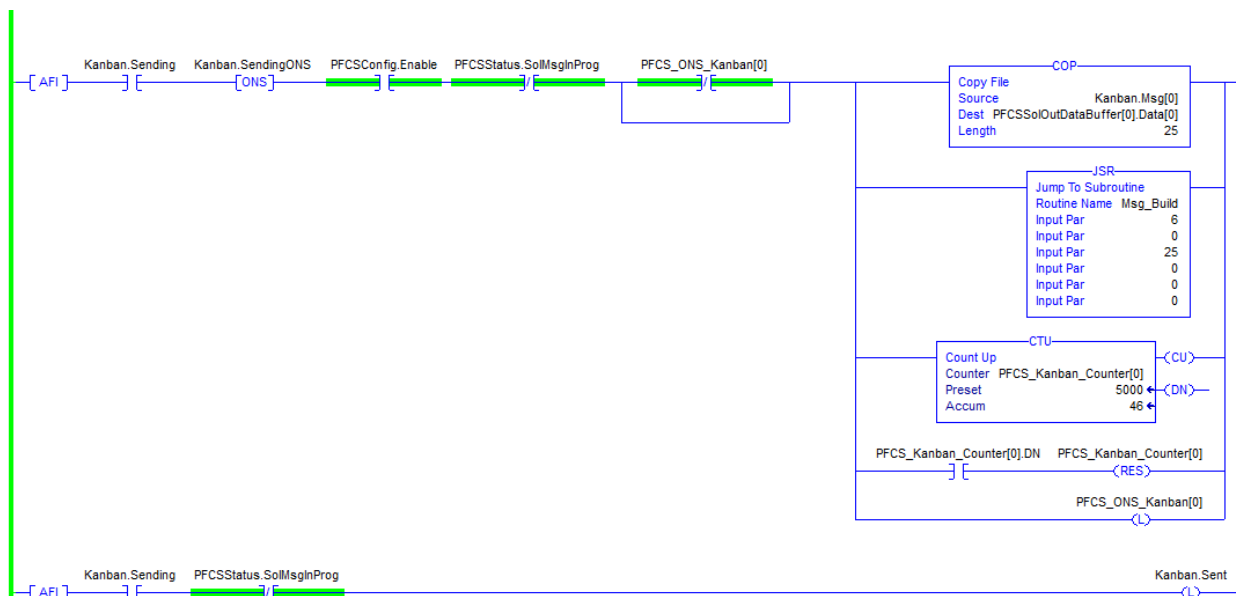 Kanban.Sending Kanban.SendingONS PFCSConfig.Enable PFCSStatus.SolMsgInProg PFCS_ONS_Kanban[0]
AFI ONS /  /
COP
Copy File
Source Kanban.Msg[0]
Dest PFCSSolOutDataBuffer[0].Data[0]
Length 25
JSR
Jump To Subroutine
Routine Name Msg_Build
Input Par 6
Input Par 0
Input Par 25
Input Par 0
Input Par 0
Input Par 0
CTU
Count Up
Counter PFCS_Kanban_Counter[0]
Preset 5000
Accum 46
CU
DN
PFCS_Kanban_Counter[0].DN PFCS_Kanban_Counter[0]
RES
PFCS_ONS_Kanban[0]
L
Kanban.Sending PFCSStatus.SolMsgInProg Kanban.Sent
AFI / L